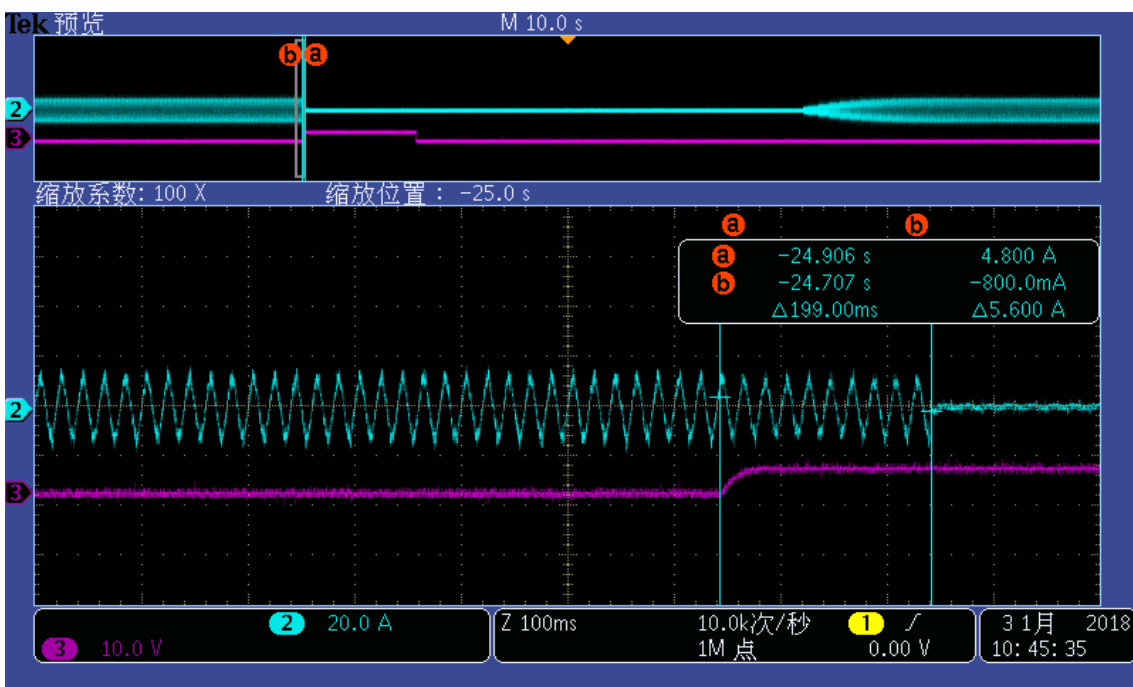 Tek 预览 M 10.0 s
b a
2
3
缩放系数: 100 X 缩放位置： -25.0 s
a b
a -24.906 s 4.800 A
b -24.707 s -800.0mA
△199.00ms △5.600 A
2
3
2 20.0 A Z 100ms 10.0k次/秒 1 / 3 1月 2018
3 10.0 V 1M 点 0.00 V 10: 45: 35